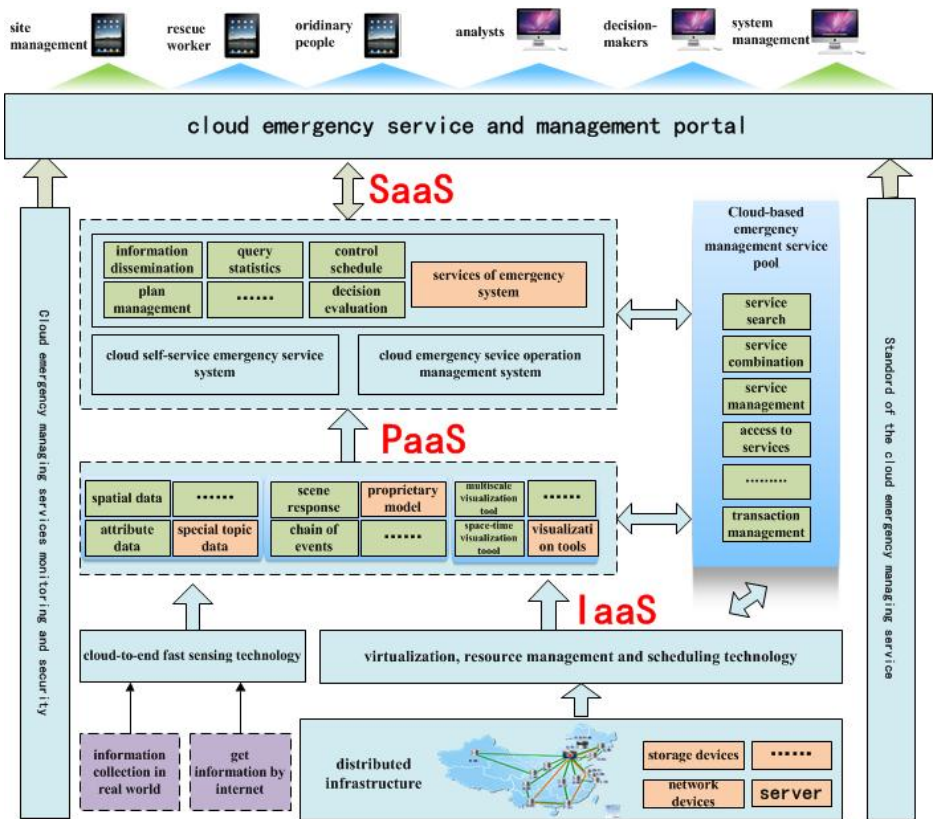 site
management
rescue
worker
oridinary
people
analysts
decision-
makers
system
management
cloud emergency service and management portal
SaaS
information
dissemination
query
statistics
control
schedule
plan
management
······
decision
evaluation
services of emergency
system
cloud self-service emergency service
system
cloud emergency sevice operation
management system
PaaS
spatial data
······
attribute
data
special topic
data
scene
response
proprietary
model
chain of
events
······
multiscale
visualization
tool
······
space-time
visualization
toool
visualizati
on tools
IaaS
Cloud-based
emergency
management service
pool
service
search
service
combination
service
management
access to
services
·········
transaction
management
Cloud emergency managing services monitoring and security
Standord of the cloud emergency managing service
cloud-to-end fast sensing technology
virtualization, resource management and scheduling technology
information
collection in
real world
get
information by
internet
distributed
infrastructure
storage devices
······
network
devices
server